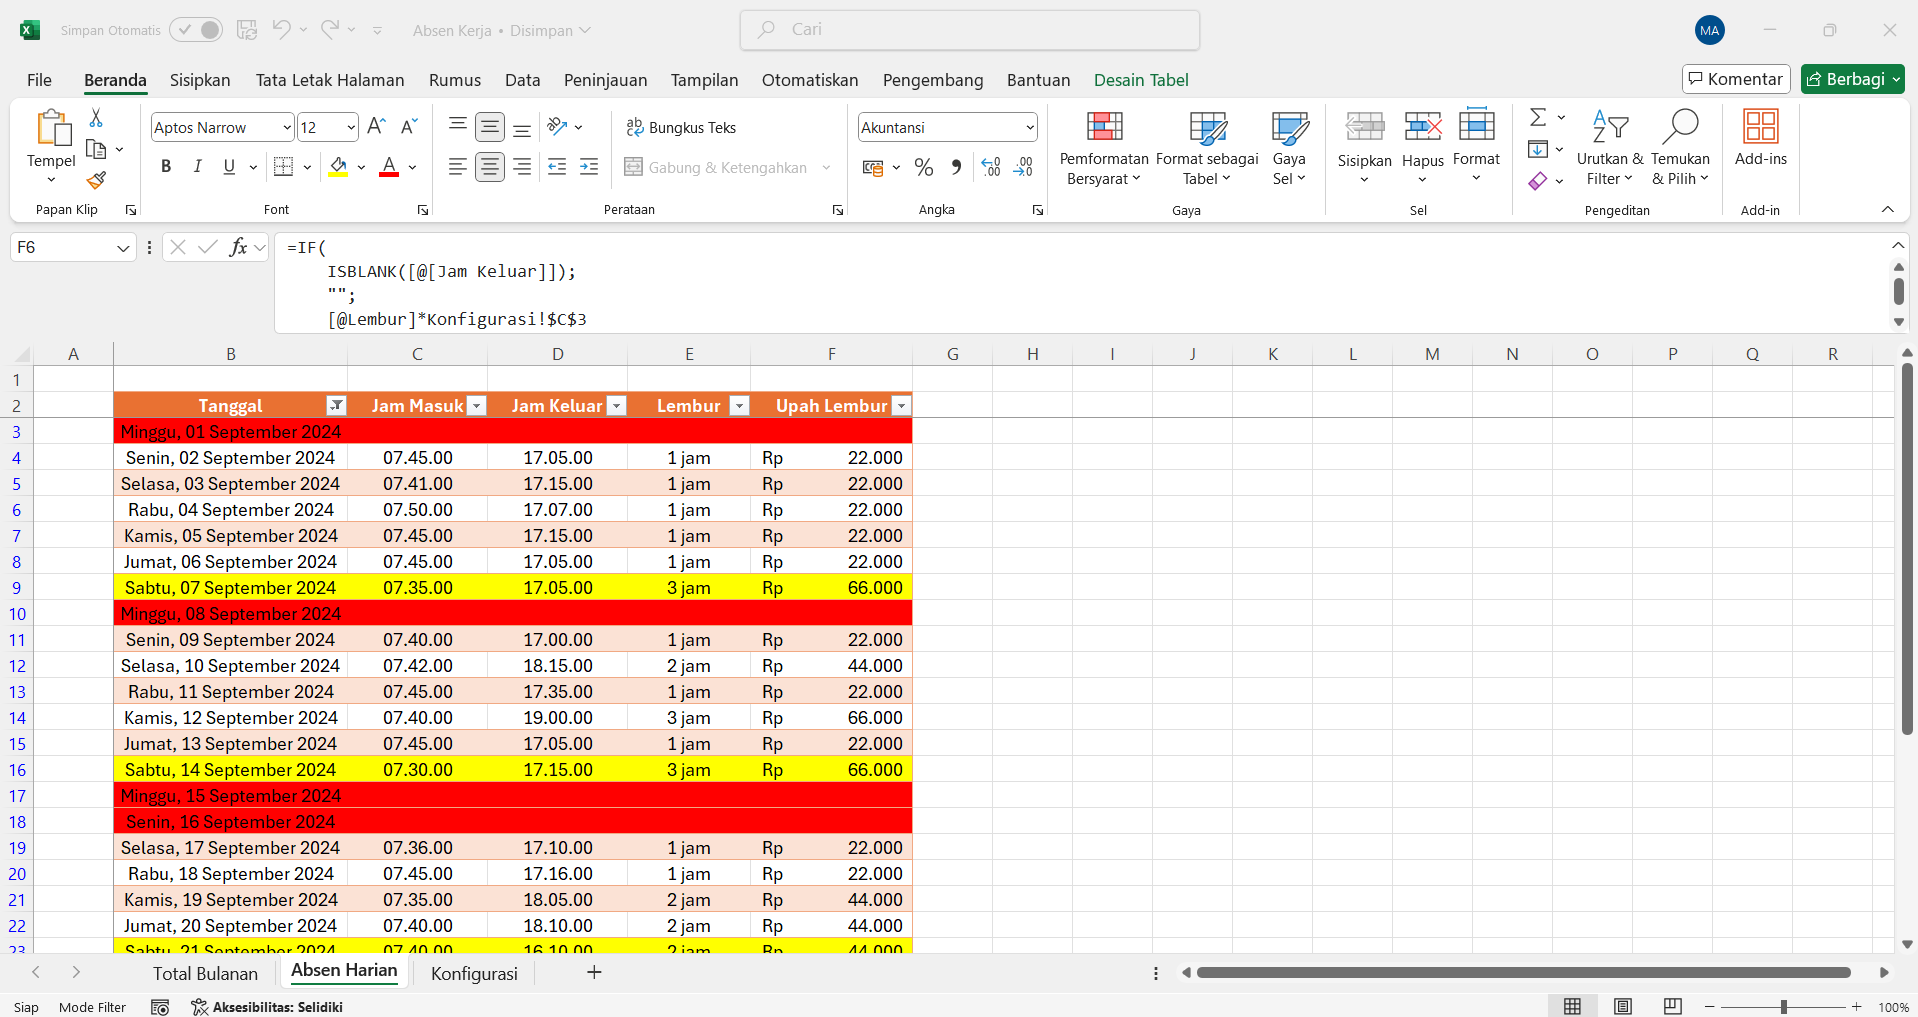 Simpan Otomatis
Absen Kerja • Disimpan
Cari
MA
File Beranda Sisipkan Tata Letak Halaman Rumus Data Peninjauan Tampilan Otomatiskan Pengembang Bantuan Desain Tabel
Komentar
Berbagi
Tempel
Papan Klip
Aptos Narrow
12
B I U
Font
Bungkus Teks
Gabung & Ketengahkan
Perataan
Akuntansi
Angka
Pemformatan Bersyarat
Format sebagai Tabel
Gaya Sel
Gaya
Sisipkan
Hapus
Format
Sel
Urutkan & Filter
Temukan & Pilih
Pengeditan
Add-ins
Add-in
F6
fx
=IF(
ISBLANK([@[Jam Keluar]]);
"";
[@Lembur]*Konfigurasi!$C$3
A B C D E F G H I J K L M N O P Q R
1
2 Tanggal Jam Masuk Jam Keluar Lembur Upah Lembur
3 Minggu, 01 September 2024
4 Senin, 02 September 2024 07.45.00 17.05.00 1 jam Rp 22.000
5 Selasa, 03 September 2024 07.41.00 17.15.00 1 jam Rp 22.000
6 Rabu, 04 September 2024 07.50.00 17.07.00 1 jam Rp 22.000
7 Kamis, 05 September 2024 07.45.00 17.15.00 1 jam Rp 22.000
8 Jumat, 06 September 2024 07.45.00 17.05.00 1 jam Rp 22.000
9 Sabtu, 07 September 2024 07.35.00 17.05.00 3 jam Rp 66.000
10 Minggu, 08 September 2024
11 Senin, 09 September 2024 07.40.00 17.00.00 1 jam Rp 22.000
12 Selasa, 10 September 2024 07.42.00 18.15.00 2 jam Rp 44.000
13 Rabu, 11 September 2024 07.45.00 17.35.00 1 jam Rp 22.000
14 Kamis, 12 September 2024 07.40.00 19.00.00 3 jam Rp 66.000
15 Jumat, 13 September 2024 07.45.00 17.05.00 1 jam Rp 22.000
16 Sabtu, 14 September 2024 07.30.00 17.15.00 3 jam Rp 66.000
17 Minggu, 15 September 2024
18 Senin, 16 September 2024
19 Selasa, 17 September 2024 07.36.00 17.10.00 1 jam Rp 22.000
20 Rabu, 18 September 2024 07.45.00 17.16.00 1 jam Rp 22.000
21 Kamis, 19 September 2024 07.35.00 18.05.00 2 jam Rp 44.000
22 Jumat, 20 September 2024 07.40.00 18.10.00 2 jam Rp 44.000
23 Sabtu, 21 September 2024 07.40.00 16.10.00 2 jam Rp 44.000
Total Bulanan Absen Harian Konfigurasi
Siap Mode Filter Aksesibilitas: Selidiki 100%